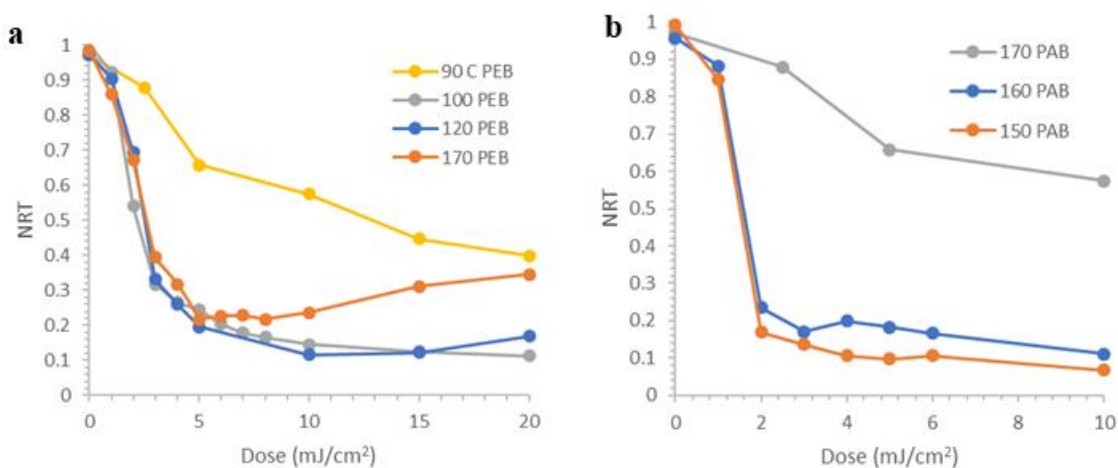 a
1
0.9
0.8
0.7
0.6
0.5
0.4
0.3
0.2
0.1
0
NRT
0 5 10 15 20
Dose (mJ/cm²)
90 C PEB
100 PEB
120 PEB
170 PEB
b
1
0.9
0.8
0.7
0.6
0.5
0.4
0.3
0.2
0.1
0
NRT
0 2 4 6 8 10
Dose (mJ/cm²)
170 PAB
160 PAB
150 PAB